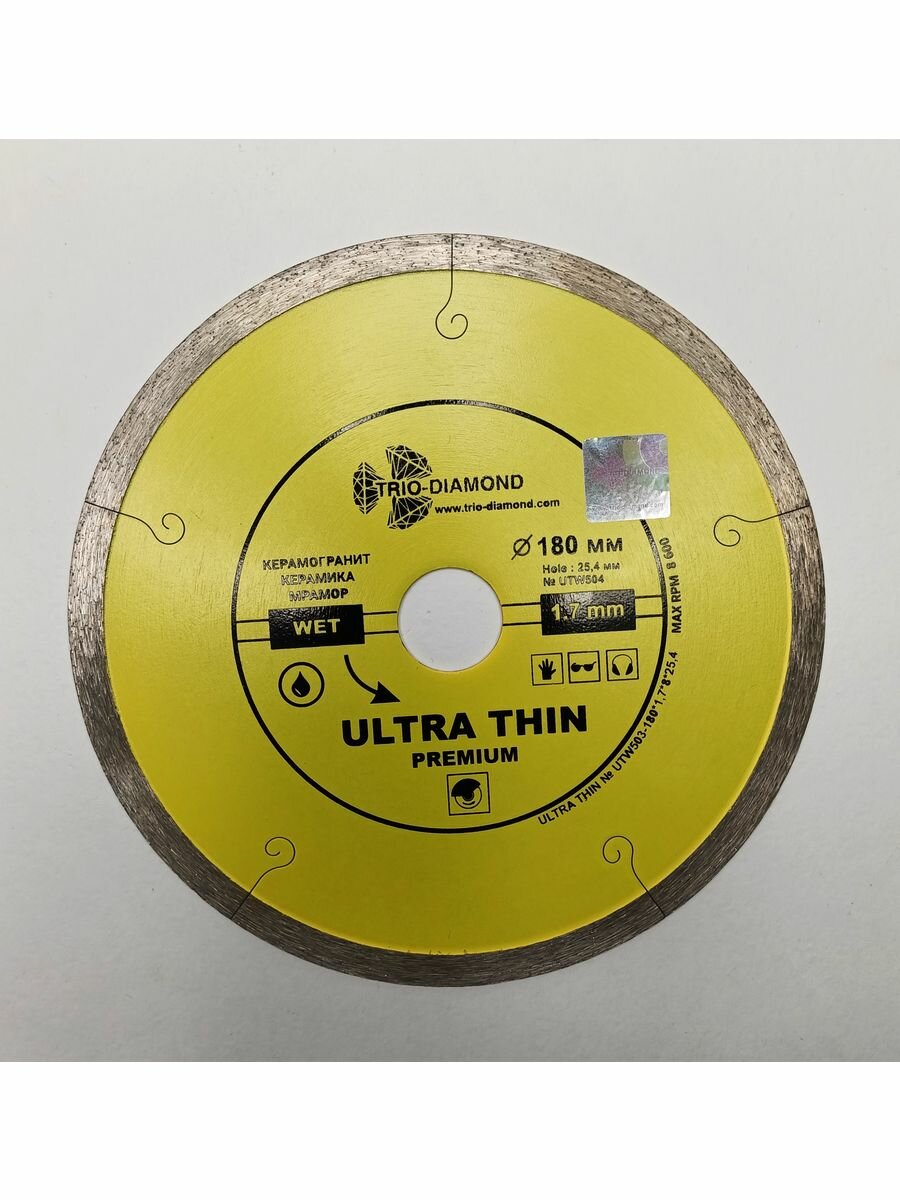 TRIO-DIAMOND
www.trio-diamond.com
КЕРАМОГРАНИТ
КЕРАМИКА
МРАМОР
WET
Ø 180 мм
Hole : 25,4 мм
№ UTW504
1.7 mm
ULTRA THIN
PREMIUM
ULTRA THIN № UTW503-180*1,7*8*25,4 MAX RPM 8 600